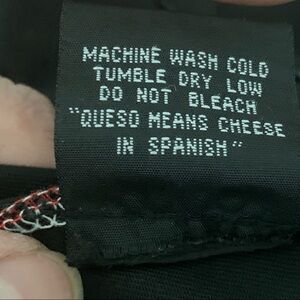 MACHINE WASH COLD
TUMBLE DRY LOW
DO NOT BLEACH
"QUESO MEANS CHEESE
IN SPANISH"